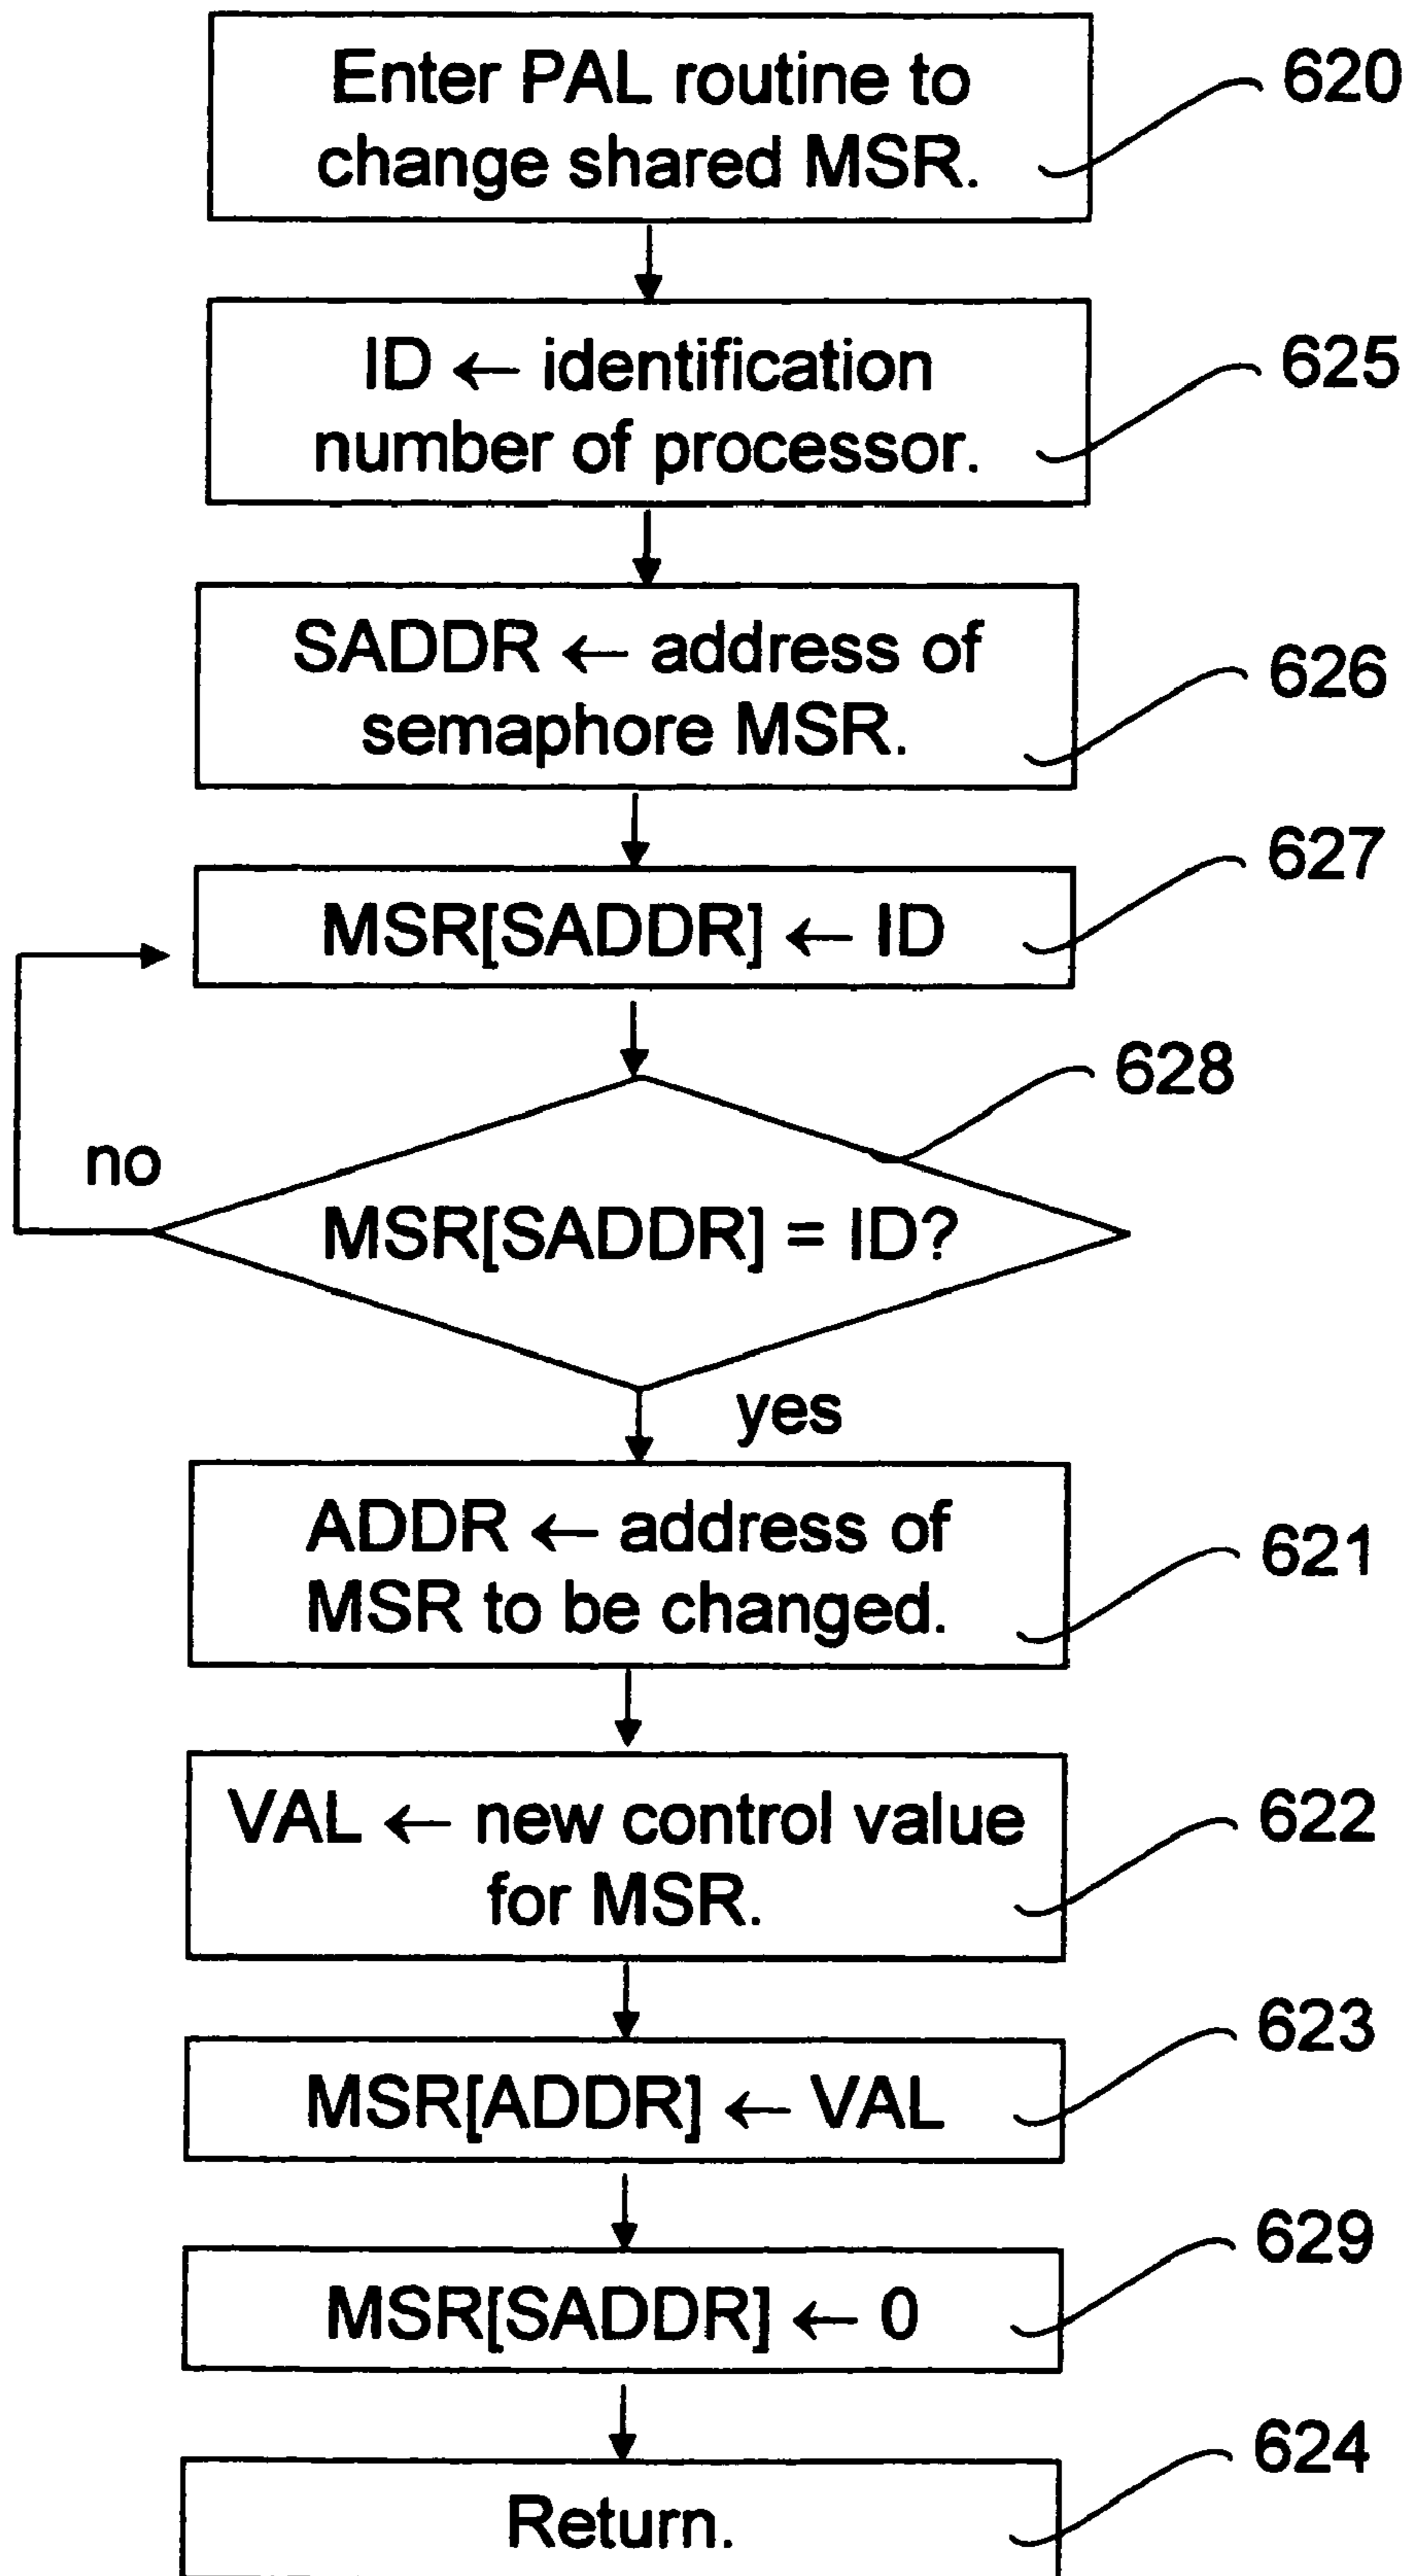 Enter PAL routine to
change shared MSR.
620
ID ← identification
number of processor.
625
SADDR ← address of
semaphore MSR.
626
MSR[SADDR] ← ID
627
628
no
MSR[SADDR] = ID?
yes
ADDR ← address of
MSR to be changed.
621
VAL ← new control value
for MSR.
622
MSR[ADDR] ← VAL
623
MSR[SADDR] ← 0
629
Return.
624